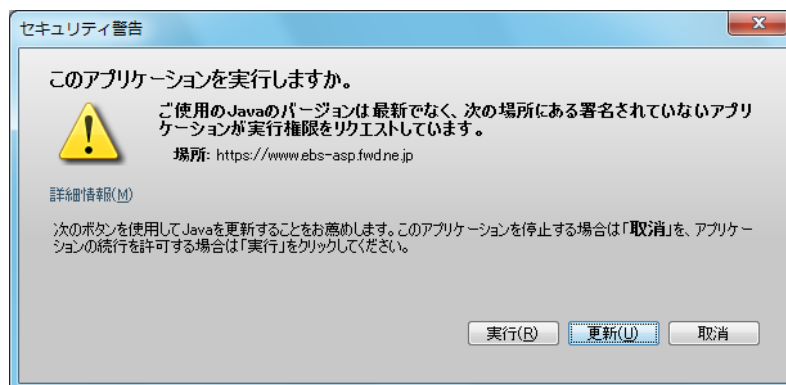 セキュリティ警告
このアプリケーションを実行しますか。
ご使用のJavaのバージョンは最新でなく、次の場所にある署名されていないアプリ
ケーションが実行権限をリクエストしています。
場所: https://www.ebs-asp.fwd.ne.jp
詳細情報(M)
次のボタンを使用してJavaを更新することをお薦めします。このアプリケーションを停止する場合は「取消」を、アプリケー
ションの続行を許可する場合は「実行」をクリックしてください。
実行(R) 更新(U) 取消